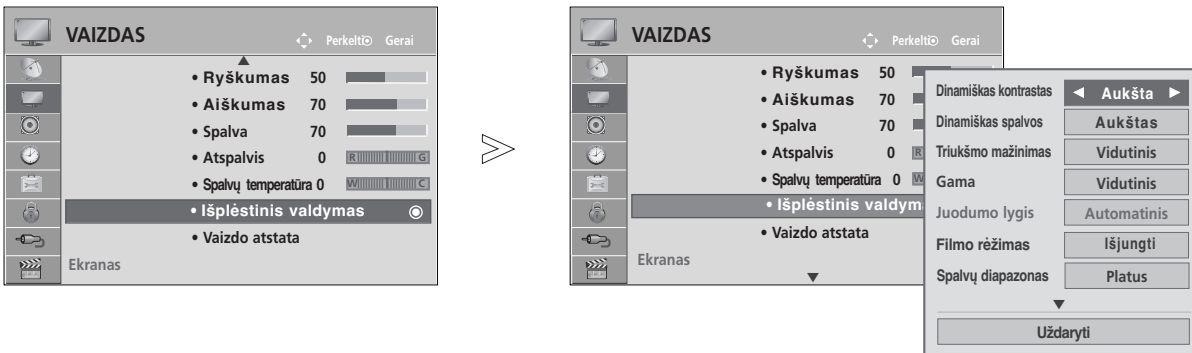 VAIZDAS
Perkelti Gerai
• Ryškumas 50
• Aiškumas 70
• Spalva 70
• Atspalvis 0 R G
• Spalvų temperatūra 0 W C
• Išplėstinis valdymas
• Vaizdo atstata
Ekranas
VAIZDAS
Perkelti Gerai
• Ryškumas 50
• Aiškumas 70
• Spalva 70
• Atspalvis 0 R
• Spalvų temperatūra 0 W
• Išplėstinis valdym
• Vaizdo atstata
Ekranas
Dinamiškas kontrastas ◄ Aukšta ►
Dinamiškas spalvos Aukštas
Triukšmo mažinimas Vidutinis
Gama Vidutinis
Juodumo lygis Automatinis
Filmo rėžimas Išjungti
Spalvų diapazonas Platus
Uždaryti